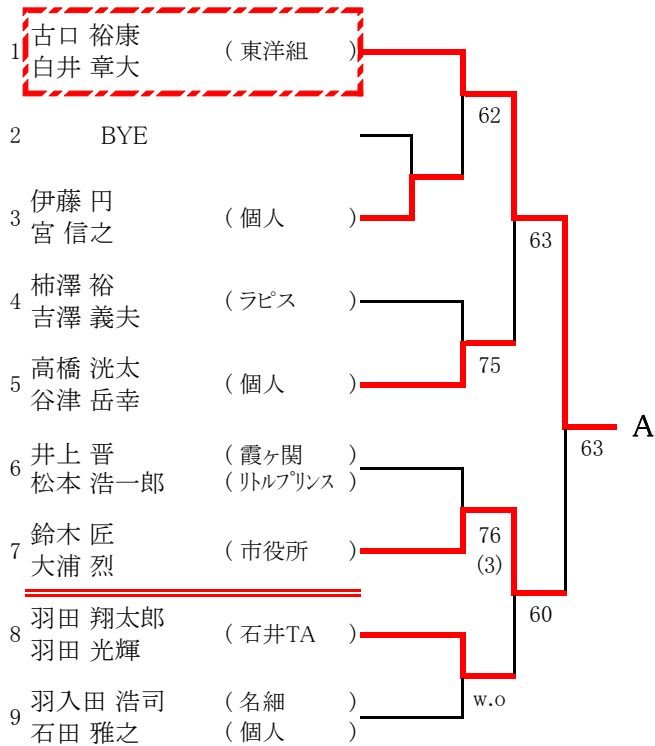 1 古口 裕康 ( 東洋組 )
白井 章大
62
2 BYE
3 伊藤 円 ( 個人 )
宮 信之
63
4 柿澤 裕 ( ラピス )
吉澤 義夫
75
5 高橋 洸太 ( 個人 )
谷津 岳幸
63 A
6 井上 晋 ( 霞ヶ関 )
松本 浩一郎 ( リトルプリンス )
76
(3)
7 鈴木 匠 ( 市役所 )
大浦 烈
60
8 羽田 翔太郎 ( 石井TA )
羽田 光輝
w.o
9 羽入田 浩司 ( 名細 )
石田 雅之 ( 個人 )